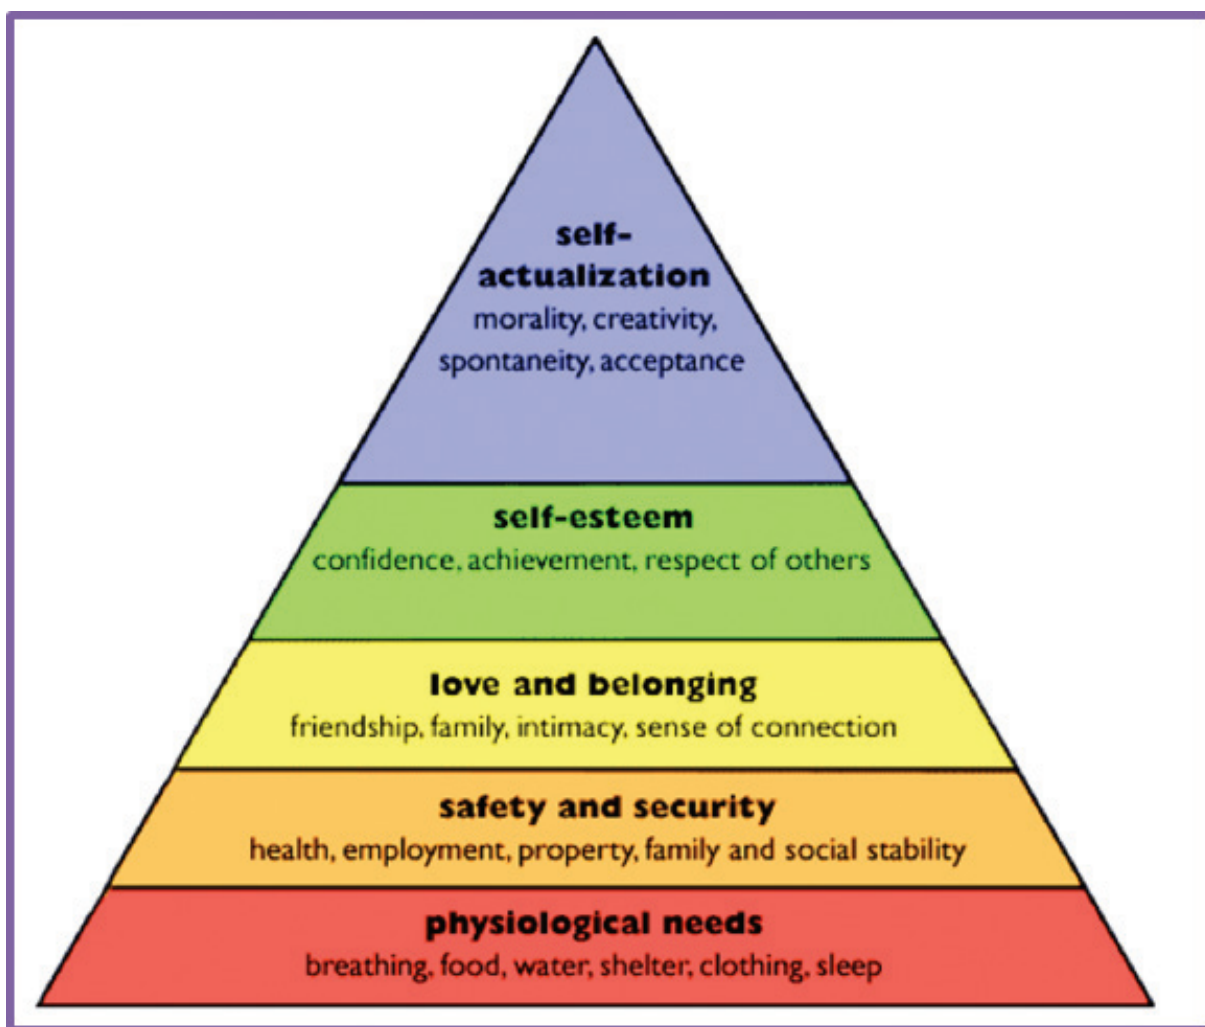 self-
actualization
morality, creativity,
spontaneity, acceptance
self-esteem
confidence, achievement, respect of others
love and belonging
friendship, family, intimacy, sense of connection
safety and security
health, employment, property, family and social stability
physiological needs
breathing, food, water, shelter, clothing, sleep